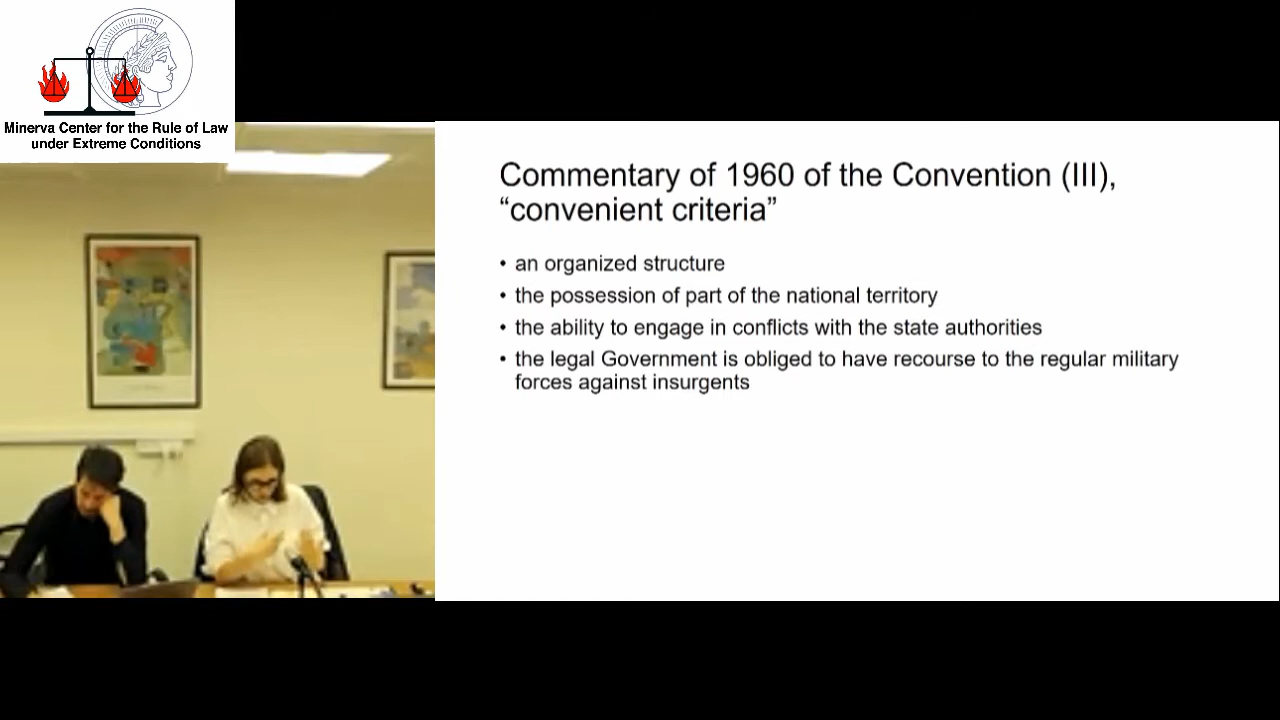 Minerva Center for the Rule of Law
under Extreme Conditions
Commentary of 1960 of the Convention (III),
“convenient criteria”
• an organized structure
• the possession of part of the national territory
• the ability to engage in conflicts with the state authorities
• the legal Government is obliged to have recourse to the regular military
forces against insurgents